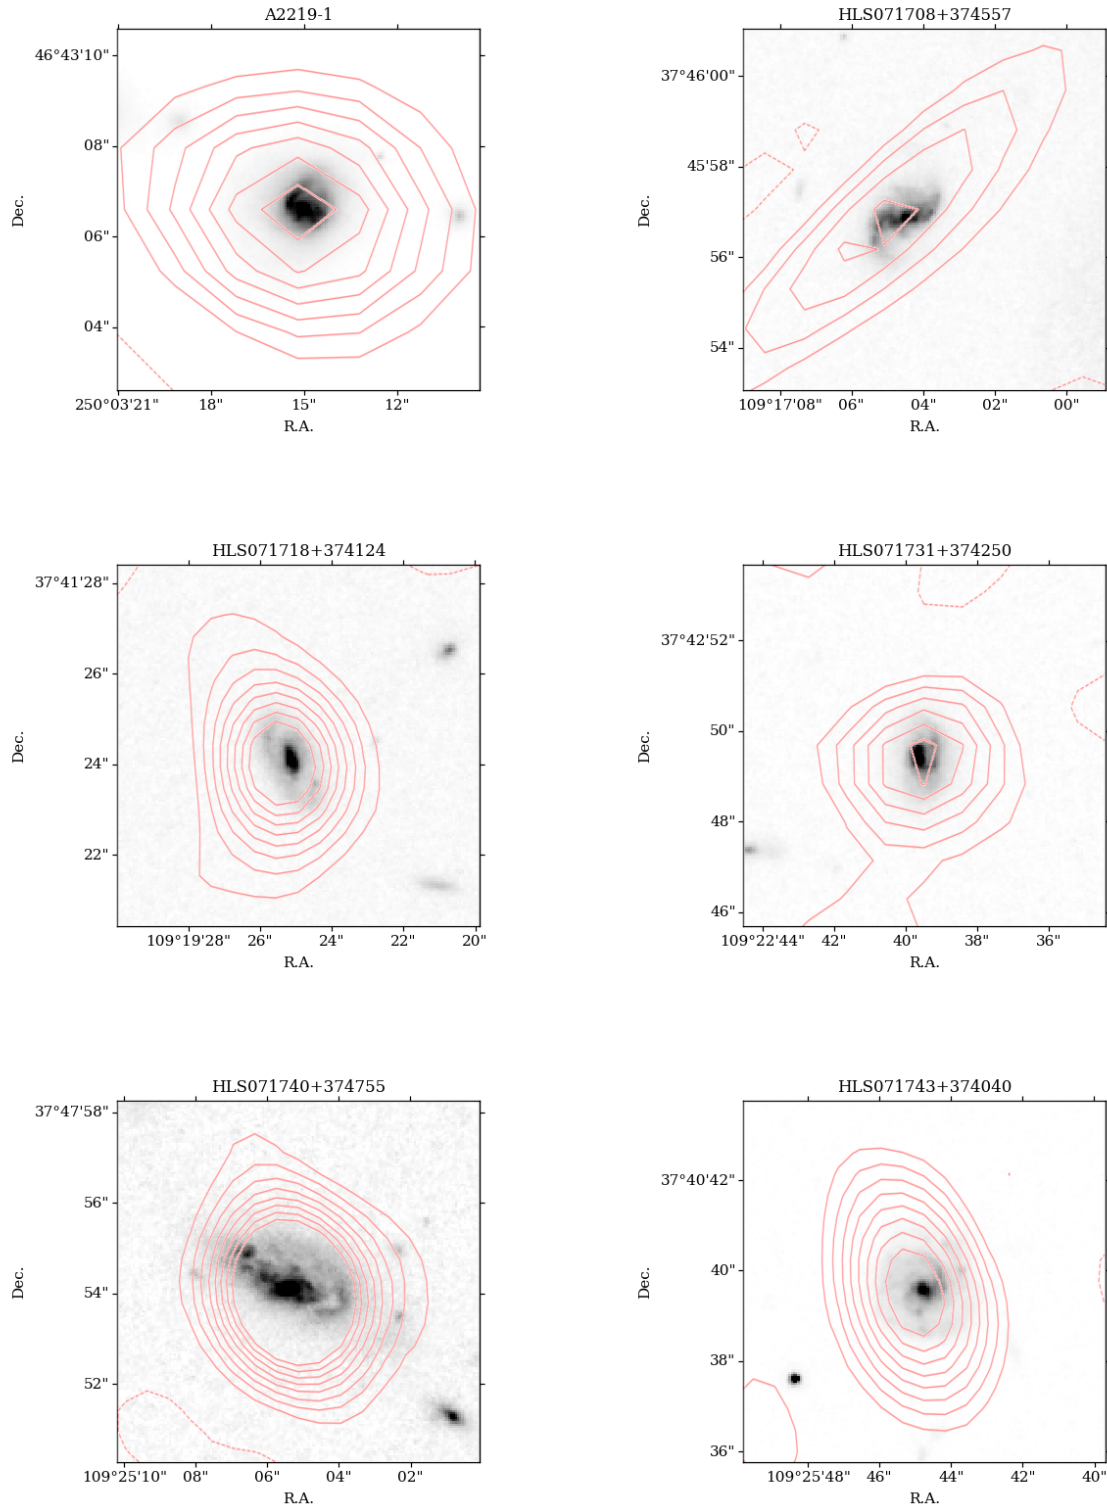 A2219-1
46°43'10"
08"
06"
04"
Dec.
250°03'21" 18" 15" 12"
R.A.
HLS071708+374557
37°46'00"
45'58"
56"
54"
Dec.
109°17'08" 06" 04" 02" 00"
R.A.
HLS071718+374124
37°41'28"
26"
24"
22"
Dec.
109°19'28" 26" 24" 22" 20"
R.A.
HLS071731+374250
37°42'52"
50"
48"
46"
Dec.
109°22'44" 42" 40" 38" 36"
R.A.
HLS071740+374755
37°47'58"
56"
54"
52"
Dec.
109°25'10" 08" 06" 04" 02"
R.A.
HLS071743+374040
37°40'42"
40"
38"
36"
Dec.
109°25'48" 46" 44" 42" 40"
R.A.